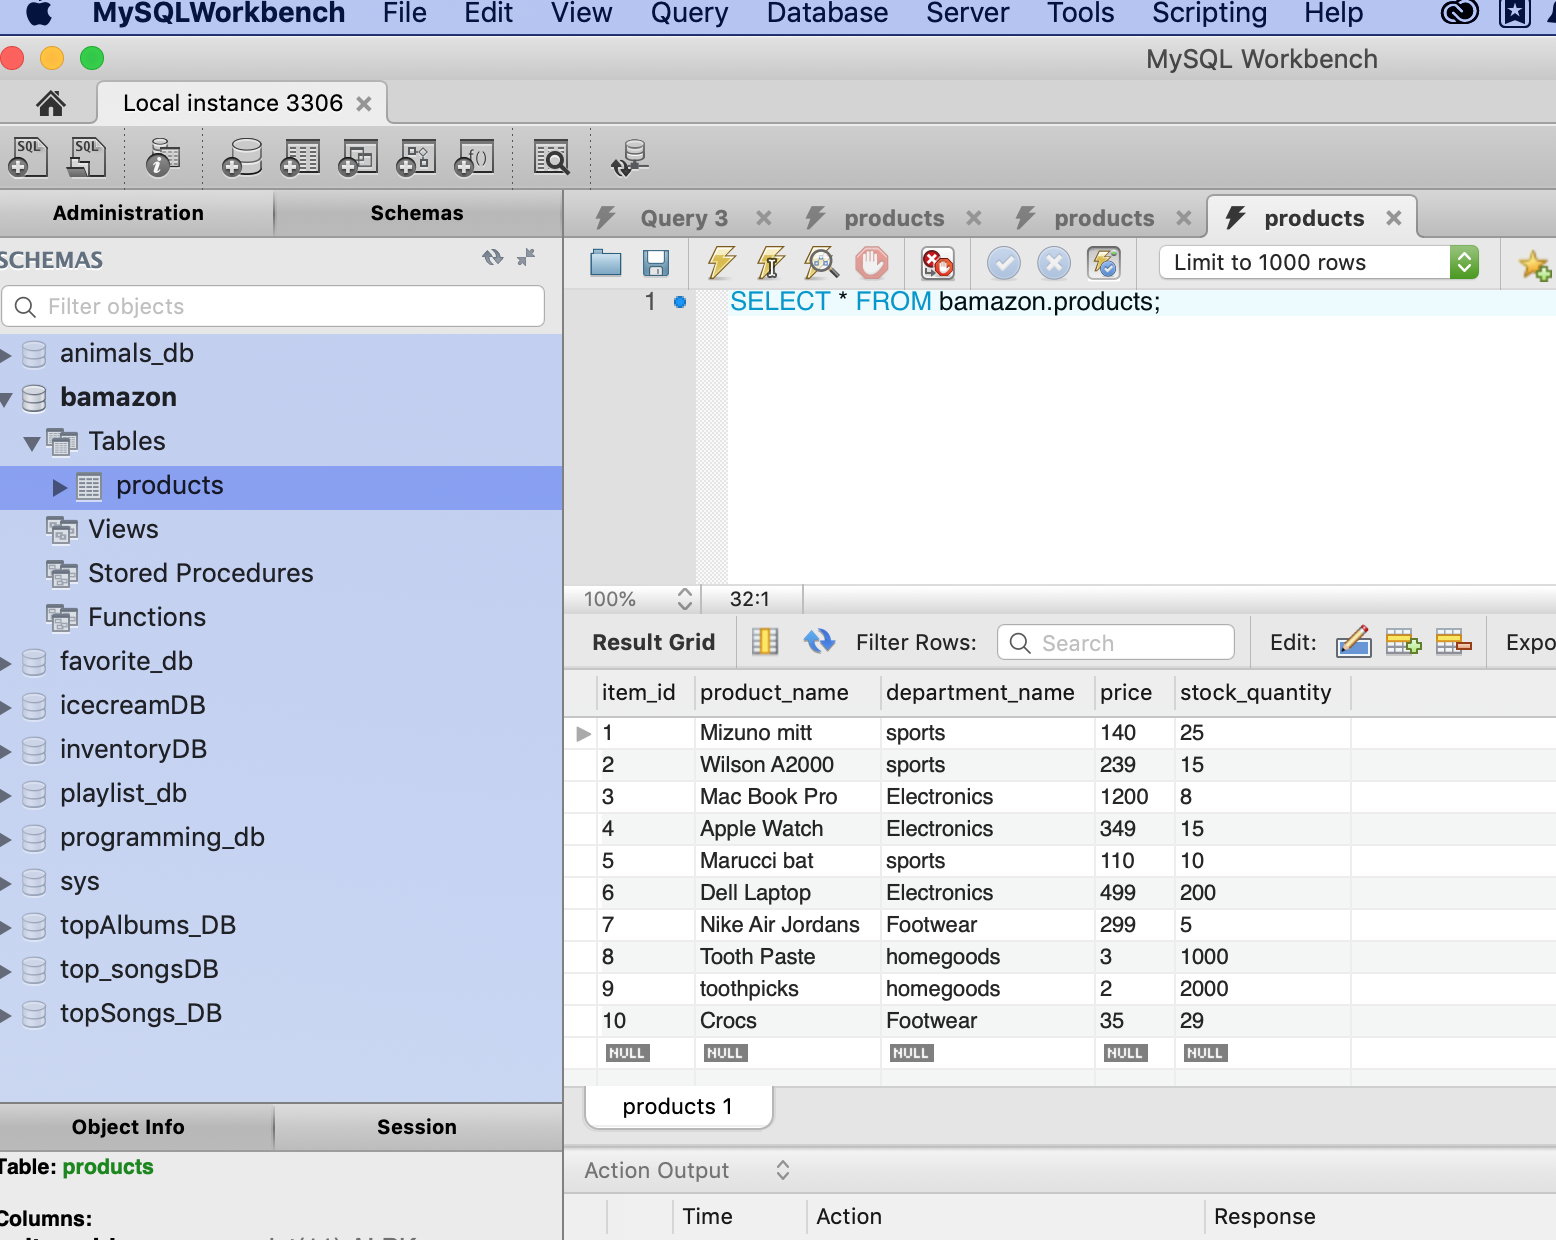 MySQLWorkbench File Edit View Query Database Server Tools Scripting Help
MySQL Workbench
Local instance 3306
Administration Schemas
SCHEMAS
Filter objects
animals_db
bamazon
Tables
products
Views
Stored Procedures
Functions
favorite_db
icecreamDB
inventoryDB
playlist_db
programming_db
sys
topAlbums_DB
top_songsDB
topSongs_DB
Object Info Session
Table: products
Columns:
Query 3 products products products
Limit to 1000 rows
1 SELECT * FROM bamazon.products;
100% 32:1
Result Grid Filter Rows: Search Edit: Expo
item_id product_name department_name price stock_quantity
1 Mizuno mitt sports 140 25
2 Wilson A2000 sports 239 15
3 Mac Book Pro Electronics 1200 8
4 Apple Watch Electronics 349 15
5 Marucci bat sports 110 10
6 Dell Laptop Electronics 499 200
7 Nike Air Jordans Footwear 299 5
8 Tooth Paste homegoods 3 1000
9 toothpicks homegoods 2 2000
10 Crocs Footwear 35 29
NULL NULL NULL NULL NULL
products 1
Action Output
Time Action Response